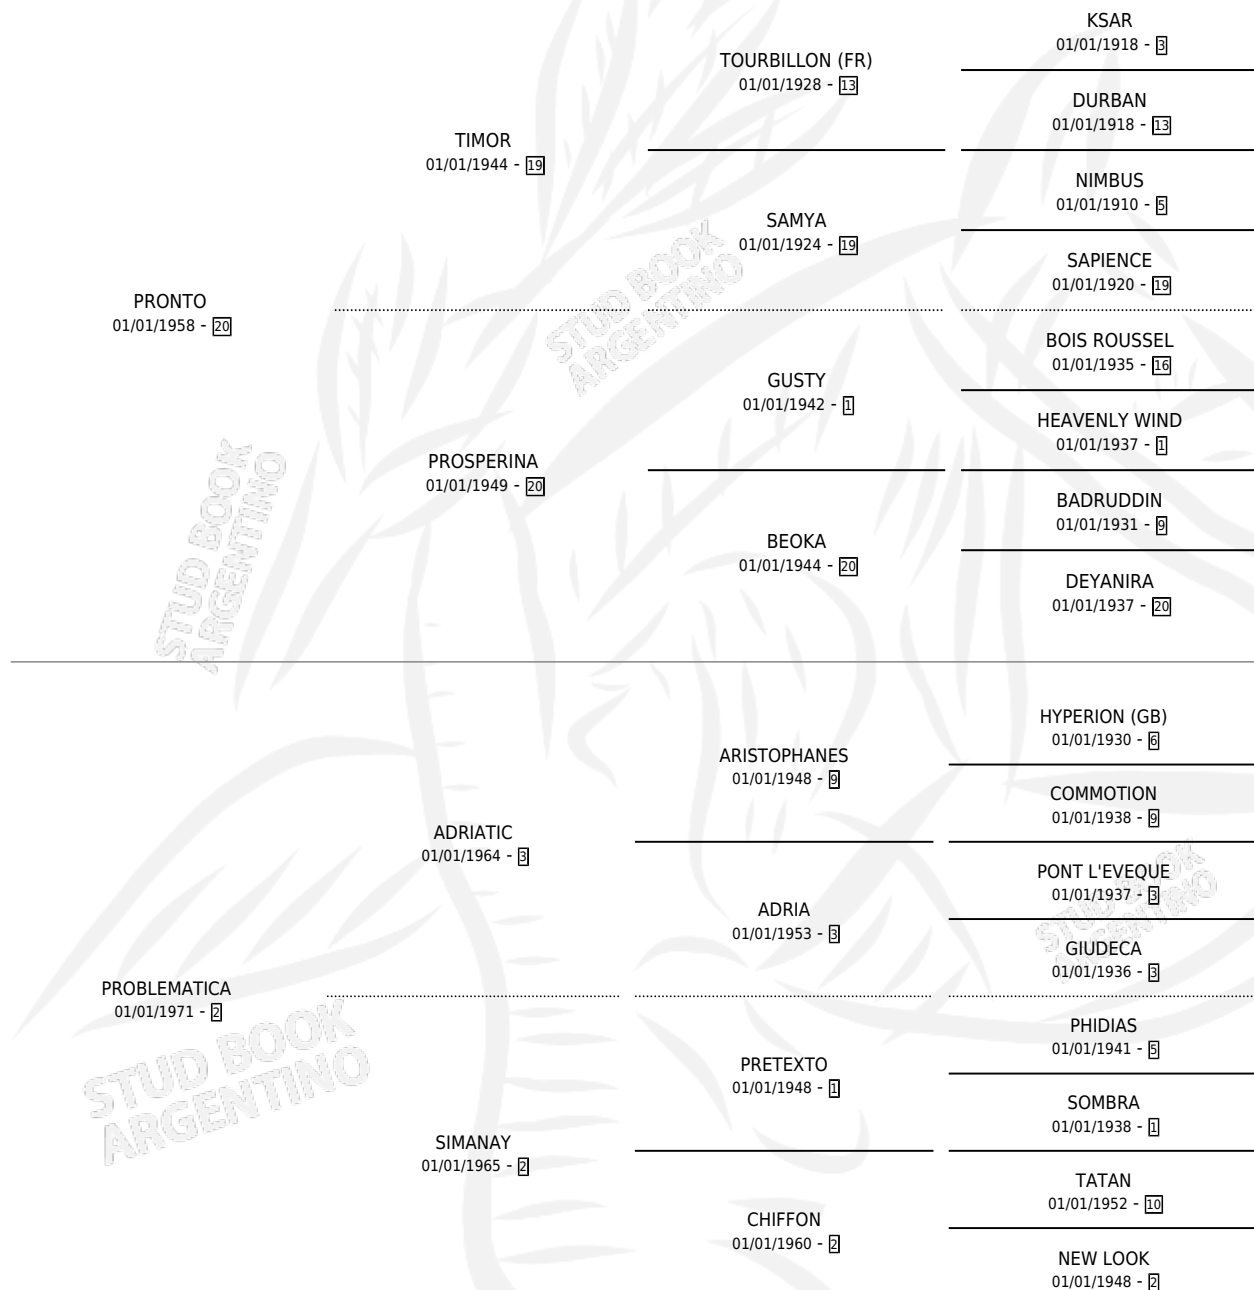 KSAR
01/01/1918 - 3
TOURBILLON (FR)
01/01/1928 - 13
DURBAN
01/01/1918 - 13
TIMOR
01/01/1944 - 19
NIMBUS
01/01/1910 - 5
SAMYA
01/01/1924 - 19
SAPIENCE
01/01/1920 - 19
PRONTO
01/01/1958 - 20
BOIS ROUSSEL
01/01/1935 - 16
GUSTY
01/01/1942 - 1
HEAVENLY WIND
01/01/1937 - 1
PROSPERINA
01/01/1949 - 20
BADRUDDIN
01/01/1931 - 9
BEOKA
01/01/1944 - 20
DEYANIRA
01/01/1937 - 20
STUD BOOK
ARGENTINO
STUD BOOK
ARGENTINO
HYPERION (GB)
01/01/1930 - 6
ARISTOPHANES
01/01/1948 - 9
COMMOTION
01/01/1938 - 9
ADRIATIC
01/01/1964 - 3
PONT L'EVEQUE
01/01/1937 - 3
ADRIA
01/01/1953 - 3
GIUDECA
01/01/1936 - 3
STUD BOOK
ARGENTINO
PROBLEMATICA
01/01/1971 - 2
PHIDIAS
01/01/1941 - 5
PRETEXTO
01/01/1948 - 1
SOMBRA
01/01/1938 - 1
SIMANAY
01/01/1965 - 2
TATAN
01/01/1952 - 10
CHIFFON
01/01/1960 - 2
NEW LOOK
01/01/1948 - 2
STUD BOOK
ARGENTINO